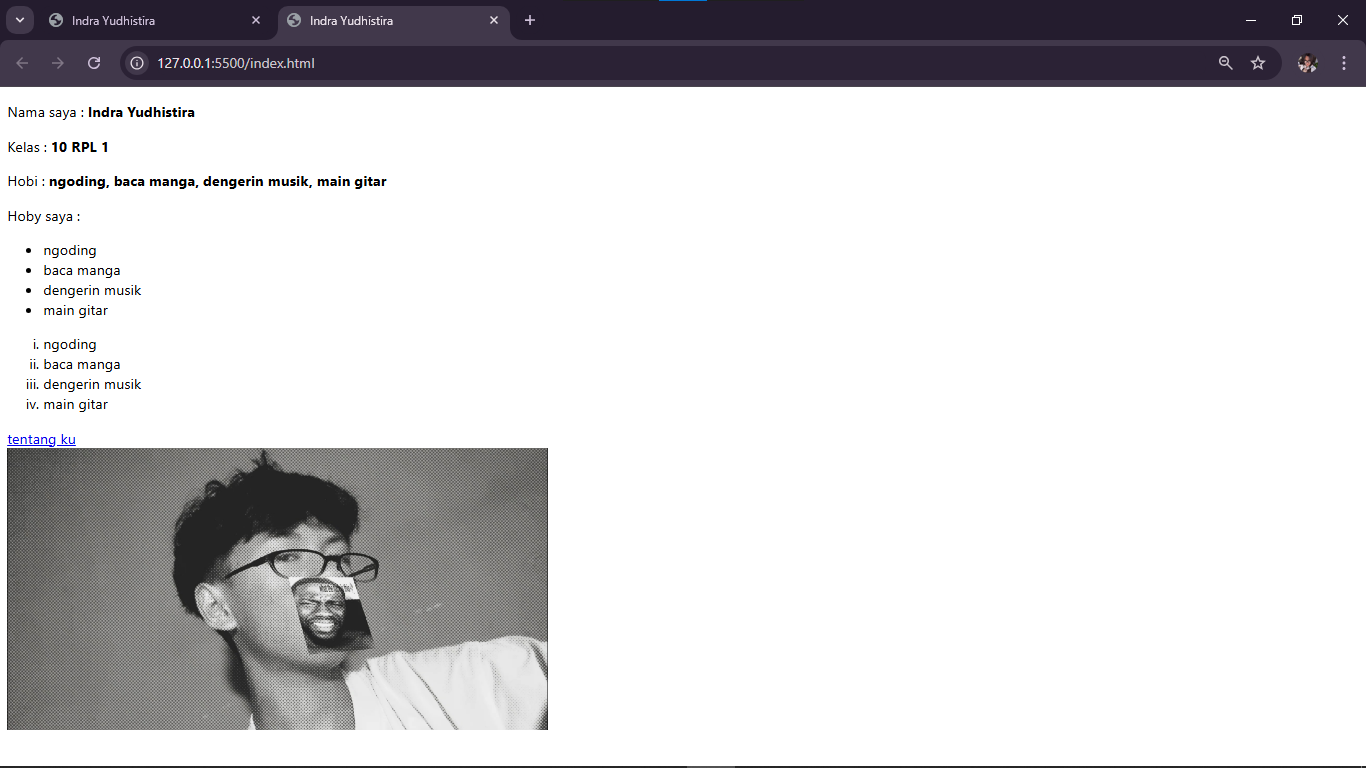 Indra Yudhistira
Indra Yudhistira
127.0.0.1:5500/index.html
Nama saya : Indra Yudhistira
Kelas : 10 RPL 1
Hobi : ngoding, baca manga, dengerin musik, main gitar
Hoby saya :
• ngoding
• baca manga
• dengerin musik
• main gitar
i. ngoding
ii. baca manga
iii. dengerin musik
iv. main gitar
tentang ku